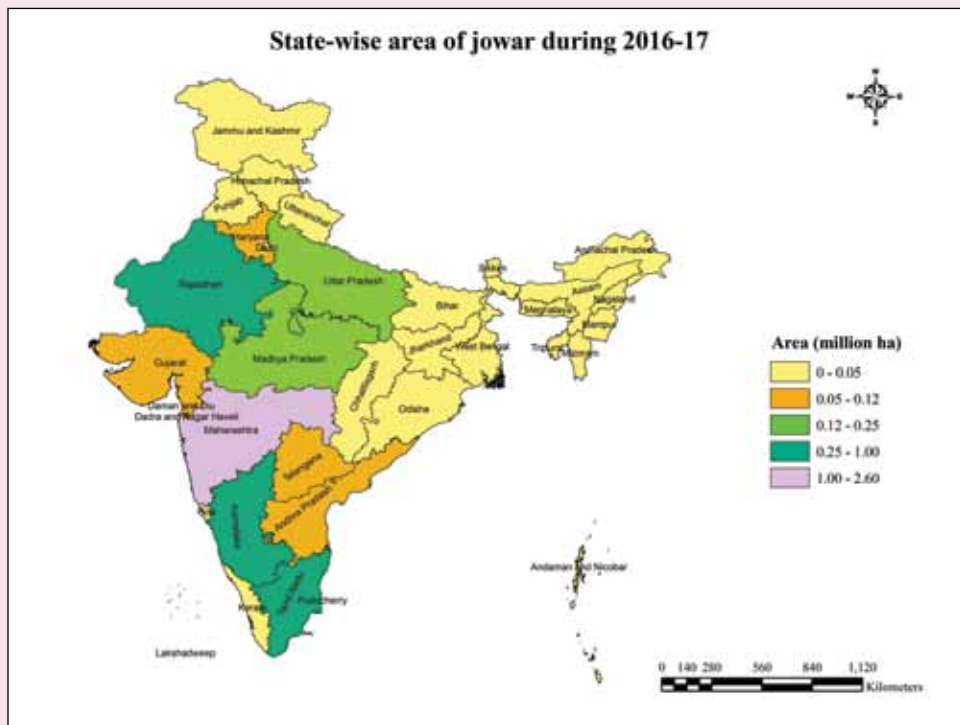 State-wise area of jowar during 2016-17
N
W
E
S
Jammu and Kashmir
Himachal Pradesh
Punjab
Uttaranchal
Haryana
Delhi
Rajasthan
Uttar Pradesh
Sikkim
Arunachal Pradesh
Assam
Nagaland
Meghalaya
Manipur
Tripura
Mizoram
Bihar
Jharkhand
West Bengal
Madhya Pradesh
Gujarat
Chhattisgarh
Odisha
Daman and Diu
Dadra and Nagar Haveli
Maharashtra
Telangana
Andhra Pradesh
Goa
Karnataka
Tamil Nadu
Puducherry
Kerala
Lakshadweep
Andaman and Nicobar
Area (million ha)
0 - 0.05
0.05 - 0.12
0.12 - 0.25
0.25 - 1.00
1.00 - 2.60
0 140 280 560 840 1,120
Kilometers